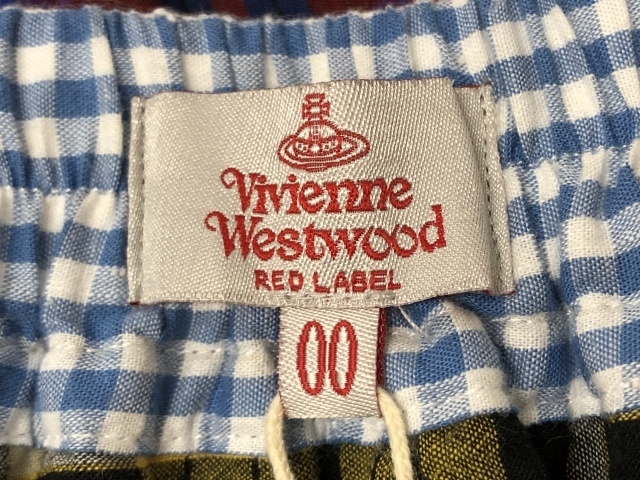 Vivienne
Westwood
RED LABEL
00